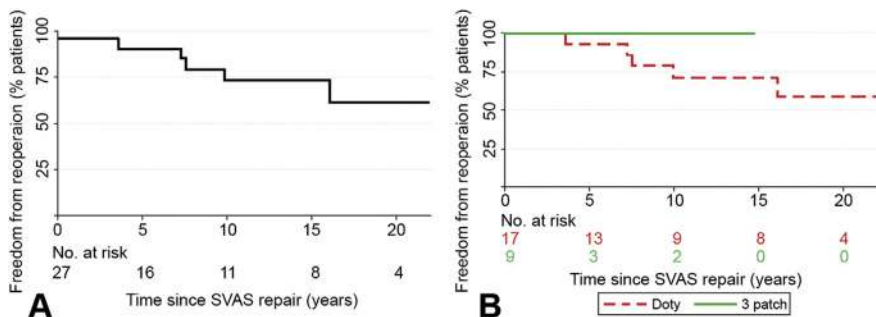 Freedom from reoperaion (% patients)
100
75
50
25
0 5 10 15 20
No. at risk
27 16 11 8 4
Time since SVAS repair (years)
A
Freedom from reoperaion (% patients)
100
75
50
25
0 5 10 15 20
No. at risk
17 13 9 8 4
9 3 2 0 0
Time since SVAS repair (years)
Doty 3 patch
B